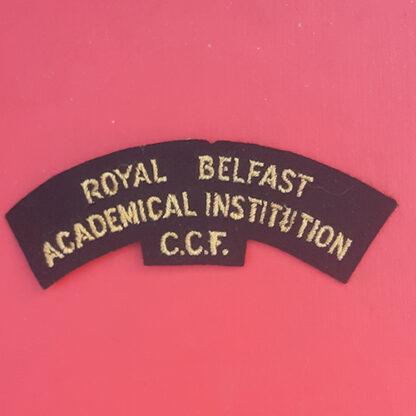 ROYAL BELFAST
ACADEMICAL INSTITUTION
C.C.F.